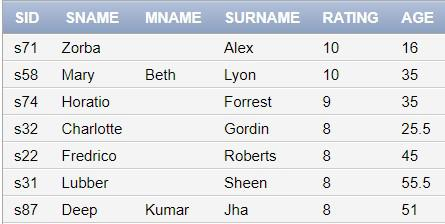 SID SNAME MNAME SURNAME RATING AGE
s71 Zorba Alex 10 16
s58 Mary Beth Lyon 10 35
s74 Horatio Forrest 9 35
s32 Charlotte Gordin 8 25.5
s22 Fredrico Roberts 8 45
s31 Lubber Sheen 8 55.5
s87 Deep Kumar Jha 8 51